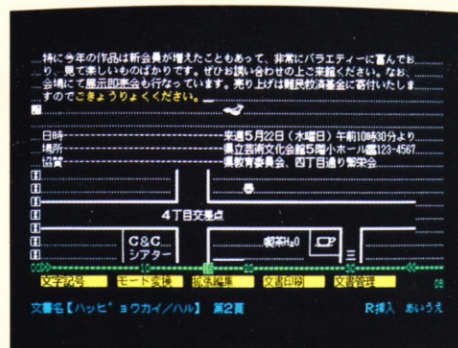 特に今年の作品は新会員が増えたこともあって、非常にバラエティーに富んでお
り、見て楽しいものばかりです。ぜひお誘い合わせの上ご来館ください。なお、
会場にて展示即売会も行なっています。売り上げは難民救済基金に寄付いたしま
すのでごきょうりょくください。
日時 来週5月22日（水曜日）午前10時30分より
場所 県立芸術文化会館5階小ホール☎123-4567
協賛 県教育委員会、四丁目通り繁栄会
4丁目交差点
C&C
シアター
喫茶H₂O
三
10 15 20 30
文字記号 モード変換 拡張編集 文書印刷 文書管理
文書名【ハッピョウカイ/ハル】 第2頁 R挿入 あいうえ